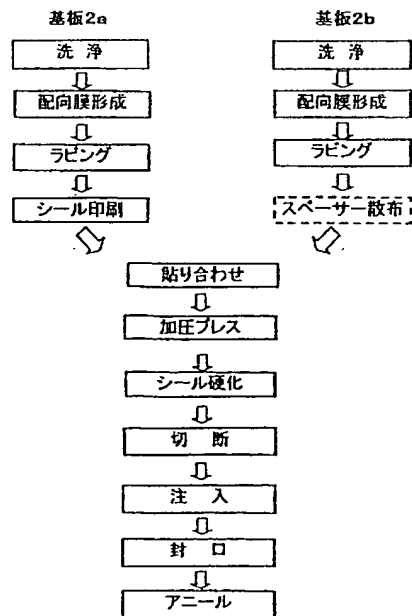 基板2a
洗 浄
配向膜形成
ラビング
シール印刷
基板2b
洗 浄
配向膜形成
ラビング
スペーサー散布
貼り合わせ
加圧プレス
シール硬化
切 断
注 入
封 口
アニール